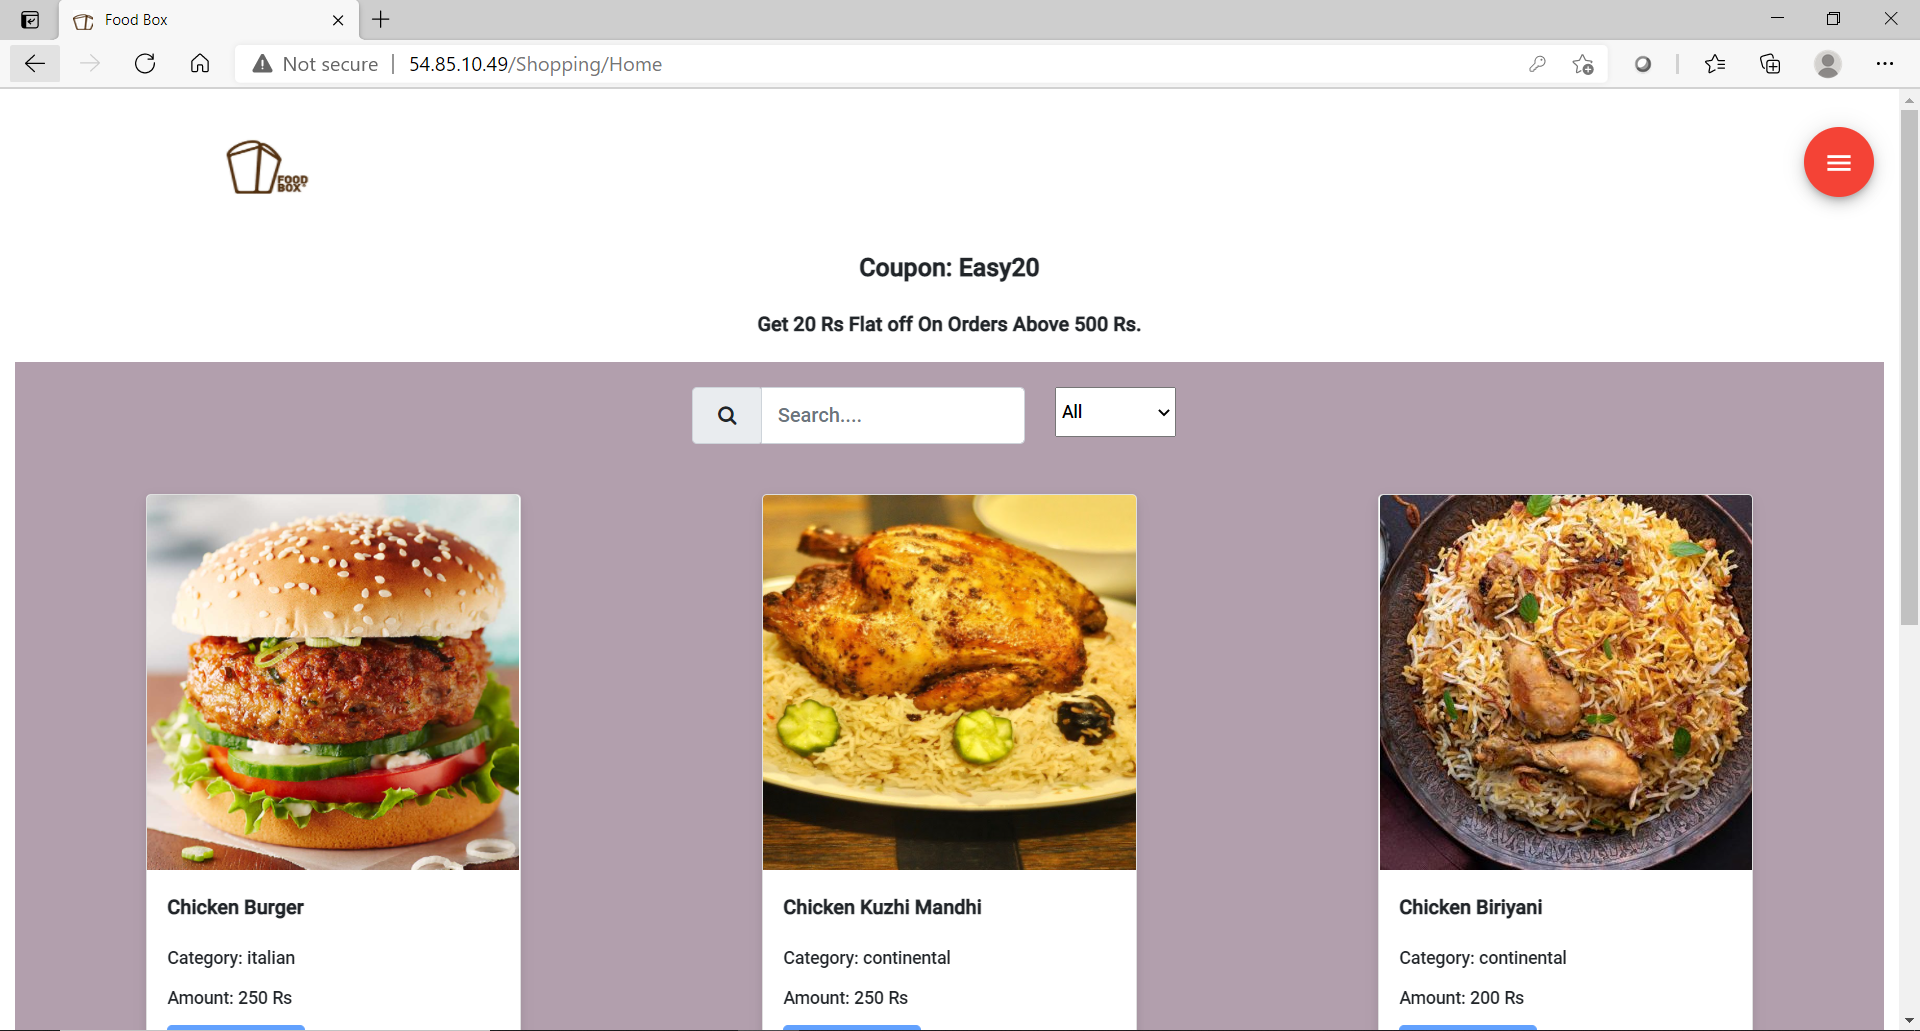 Food Box
Not secure
54.85.10.49/Shopping/Home
FOOD
BOX
Coupon: Easy20
Get 20 Rs Flat off On Orders Above 500 Rs.
Search....
All
Chicken Burger
Category: italian
Amount: 250 Rs
Chicken Kuzhi Mandhi
Category: continental
Amount: 250 Rs
Chicken Biriyani
Category: continental
Amount: 200 Rs